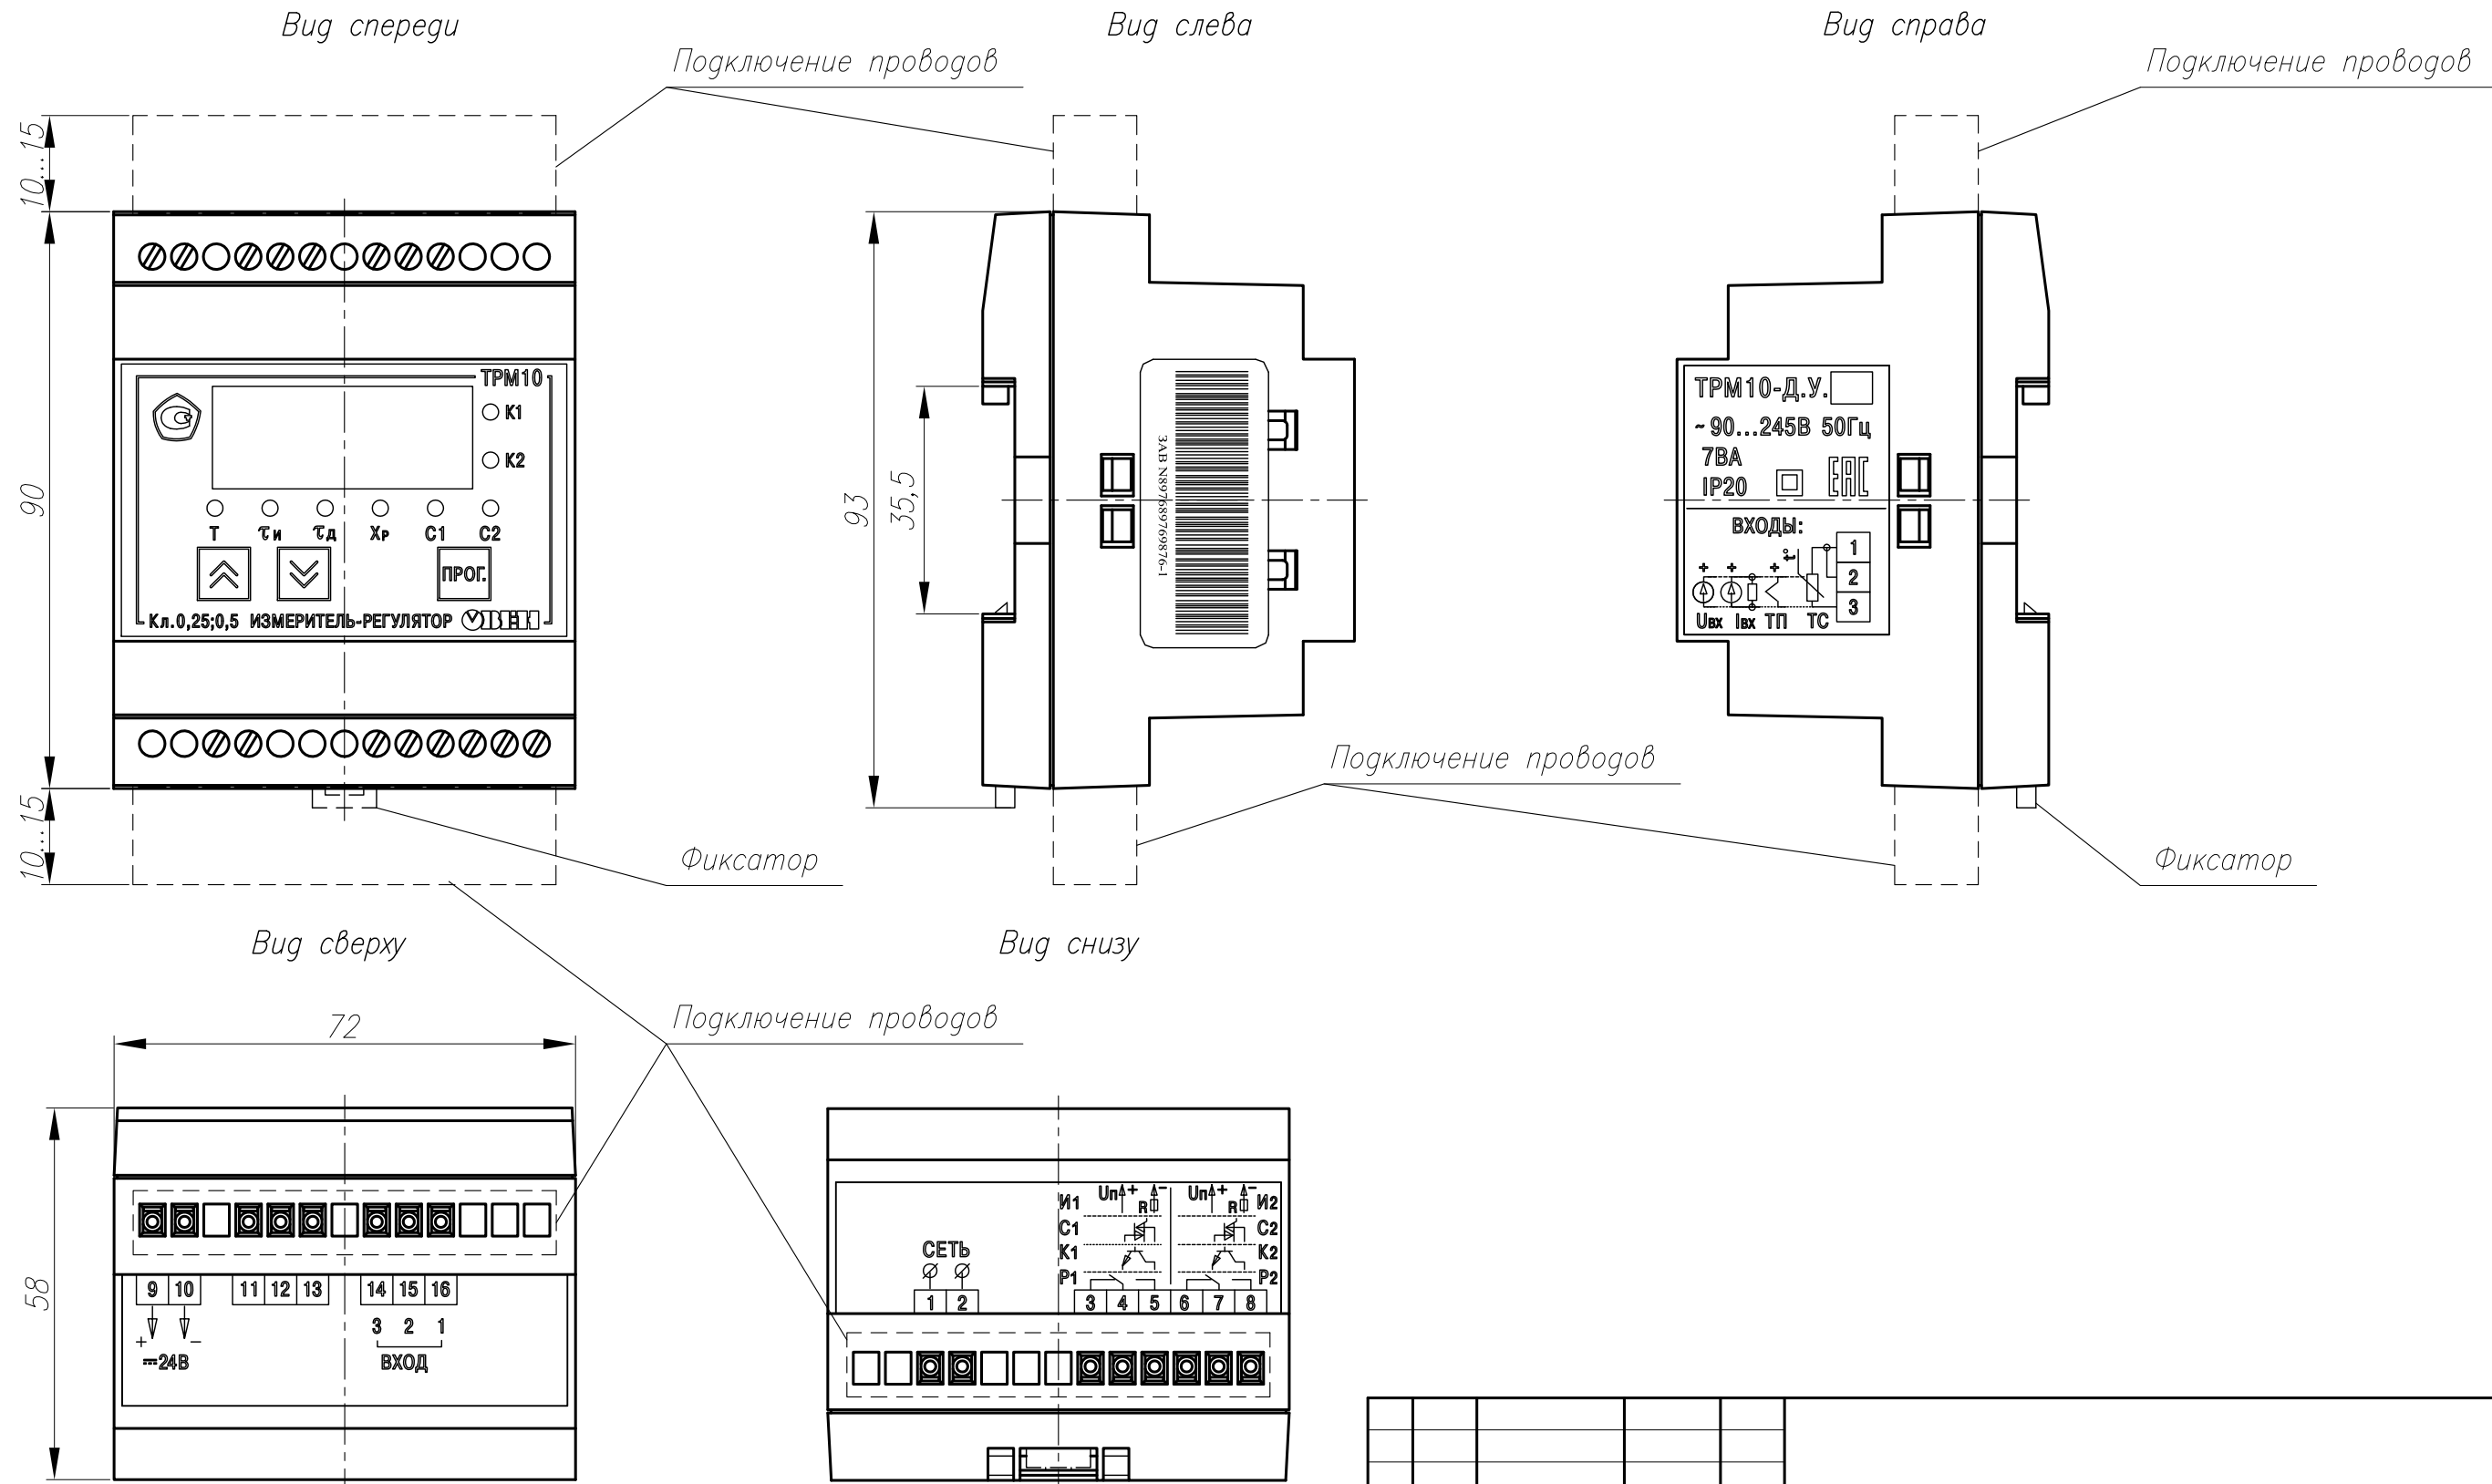 Вид спереди
Вид слева
Вид справа
Подключение проводов
Подключение проводов
10...15
90
10...15
ТРМ10
К1
К2
T τи τд Хр С1 С2
ПРОГ.
Кл.0,25;0,5 ИЗМЕРИТЕЛЬ-РЕГУЛЯТОР ОВЕН
93
35,5
ЗАВ N897689769876-1
ТРМ10-Д.У.
~90...245В 50Гц
7ВА
IP20
EAC
ВХОДЫ:
t°
1
2
3
+ + +
Uвх Iвх ТП ТС
Подключение проводов
Фиксатор
Фиксатор
Вид сверху
Вид снизу
Подключение проводов
72
58
9 10 11 12 13 14 15 16
3 2 1
+ -
24В
ВХОД
И1 Uп + R - Uп + R - И2
С1 С2
К1 К2
Р1 Р2
СЕТЬ
1 2 3 4 5 6 7 8